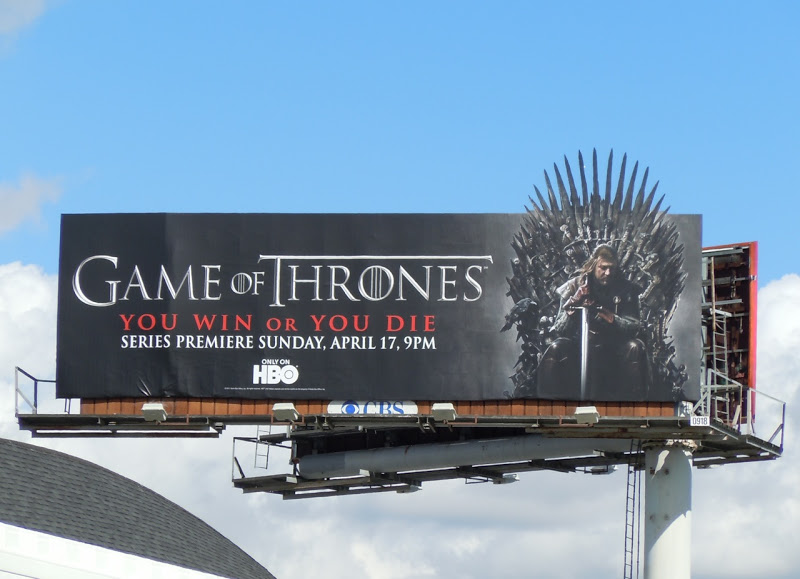 GAME OF THRONES
YOU WIN OR YOU DIE
SERIES PREMIERE SUNDAY, APRIL 17, 9PM
ONLY ON
HBO
CBS
0918